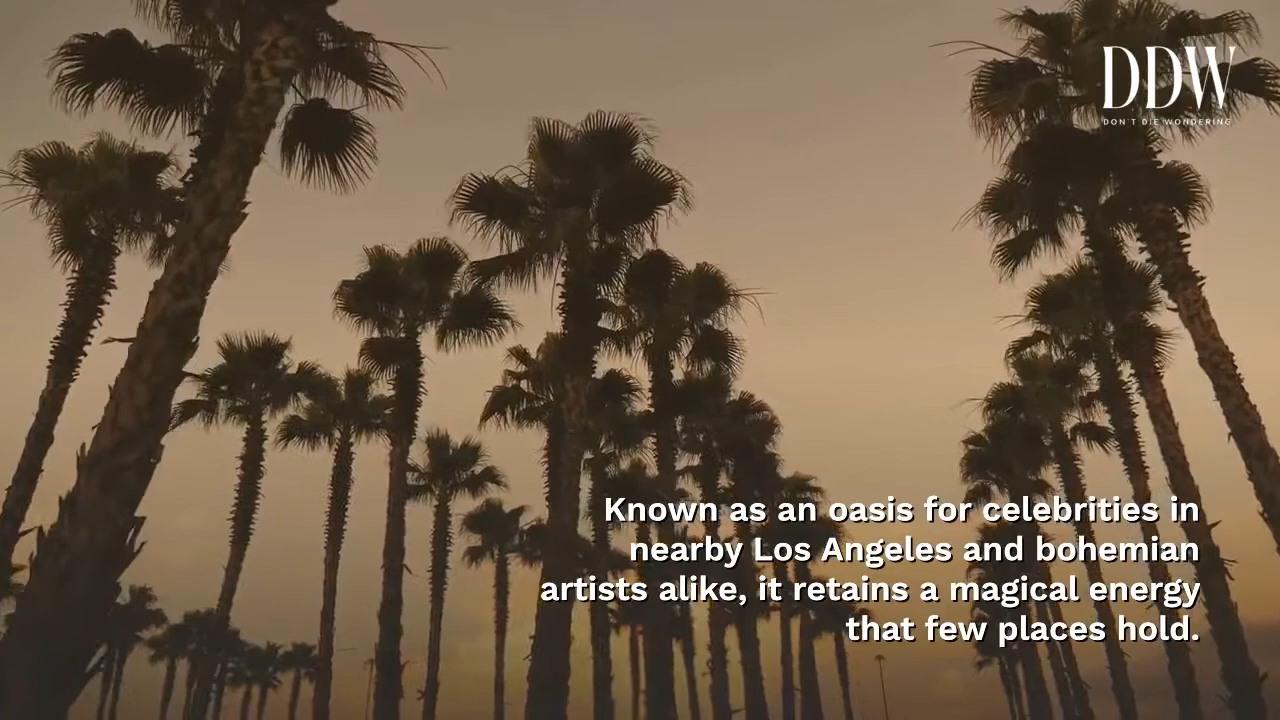 DDW
DON'T DIE WONDERING
Known as an oasis for celebrities in
nearby Los Angeles and bohemian
artists alike, it retains a magical energy
that few places hold.